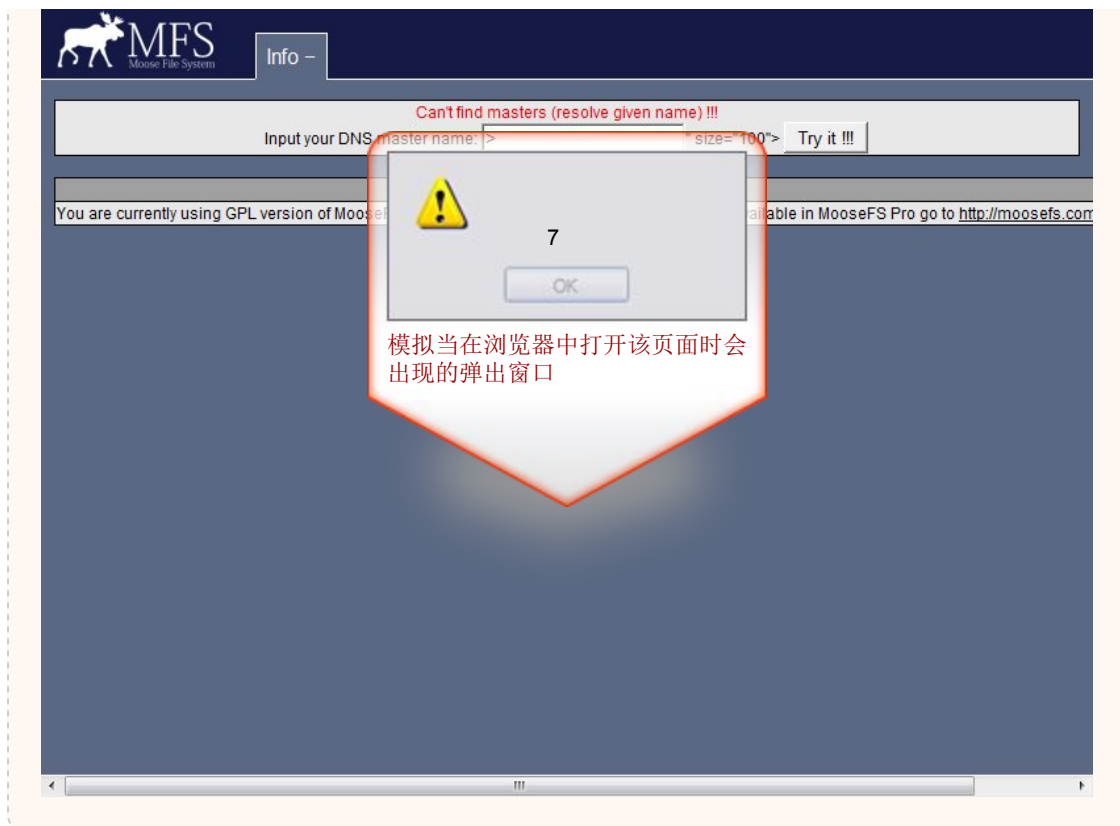 MFS
Moose File System
Info –
Can't find masters (resolve given name) !!!
Input your DNS master name: > " size="100"> Try it !!!
You are currently using GPL version of Moose ailable in MooseFS Pro go to http://moosefs.com
7
OK
模拟当在浏览器中打开该页面时会
出现的弹出窗口